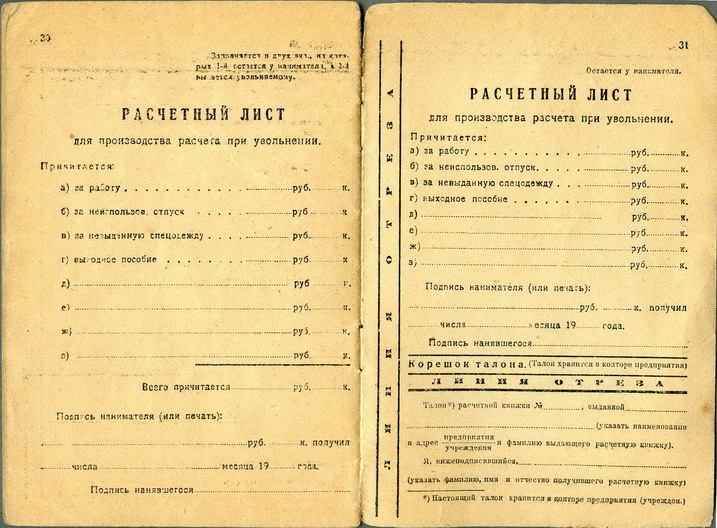 30
Заполняется в двух экз., из кото-
рых 1-й остается у нанимателя, а 2-й
выдается увольняемому.
РАСЧЕТНЫЙ ЛИСТ
для производства расчета при увольнении.
Причитается:
а) за работу . . . . . . . . . . руб. к.
б) за неиспользов. отпуск . . . . руб. к
в) за невыданную спецодежду . . . руб. к.
г) выходное пособие . . . . . . . руб. к
д) руб к.
е) руб. к.
ж) руб. к.
з) руб. к.
Всего причитается руб. к.
Подпись нанимателя (или печать):
руб. к. получил
числа месяца 19 года.
Подпись нанявшегося
ЛИНИЯ ОТРЕЗА
31
Остается у нанимателя.
РАСЧЕТНЫЙ ЛИСТ
для производства расчета при увольнении.
Причитается:
а) за работу . . . . . . . . . . руб. к.
б) за неиспользов. отпуск. . . . руб. к.
в) за невыданную спецодежду . . . руб. к.
г) выходное пособие . . . . . . . руб. к.
д) руб. к.
е) руб. к.
ж) руб. к.
з) руб. к.
Подпись нанимателя (или печать):
руб. к. получил
числа месяца 19 года.
Подпись нанявшегося
Корешок талона. (Талон хранится в конторе предприятия)
ЛИНИЯ ОТРЕЗА
Талон*) расчетной книжки № , выданной
(указать наименование
и адрес предприятия / учреждения и фамилию выдающего расчетную книжку).
Я, нижеподписавшийся,
(указать фамилию, имя и отчество получившего расчетную книжку)
*) Настоящий талон хранится в конторе предприятия (учрежден.)